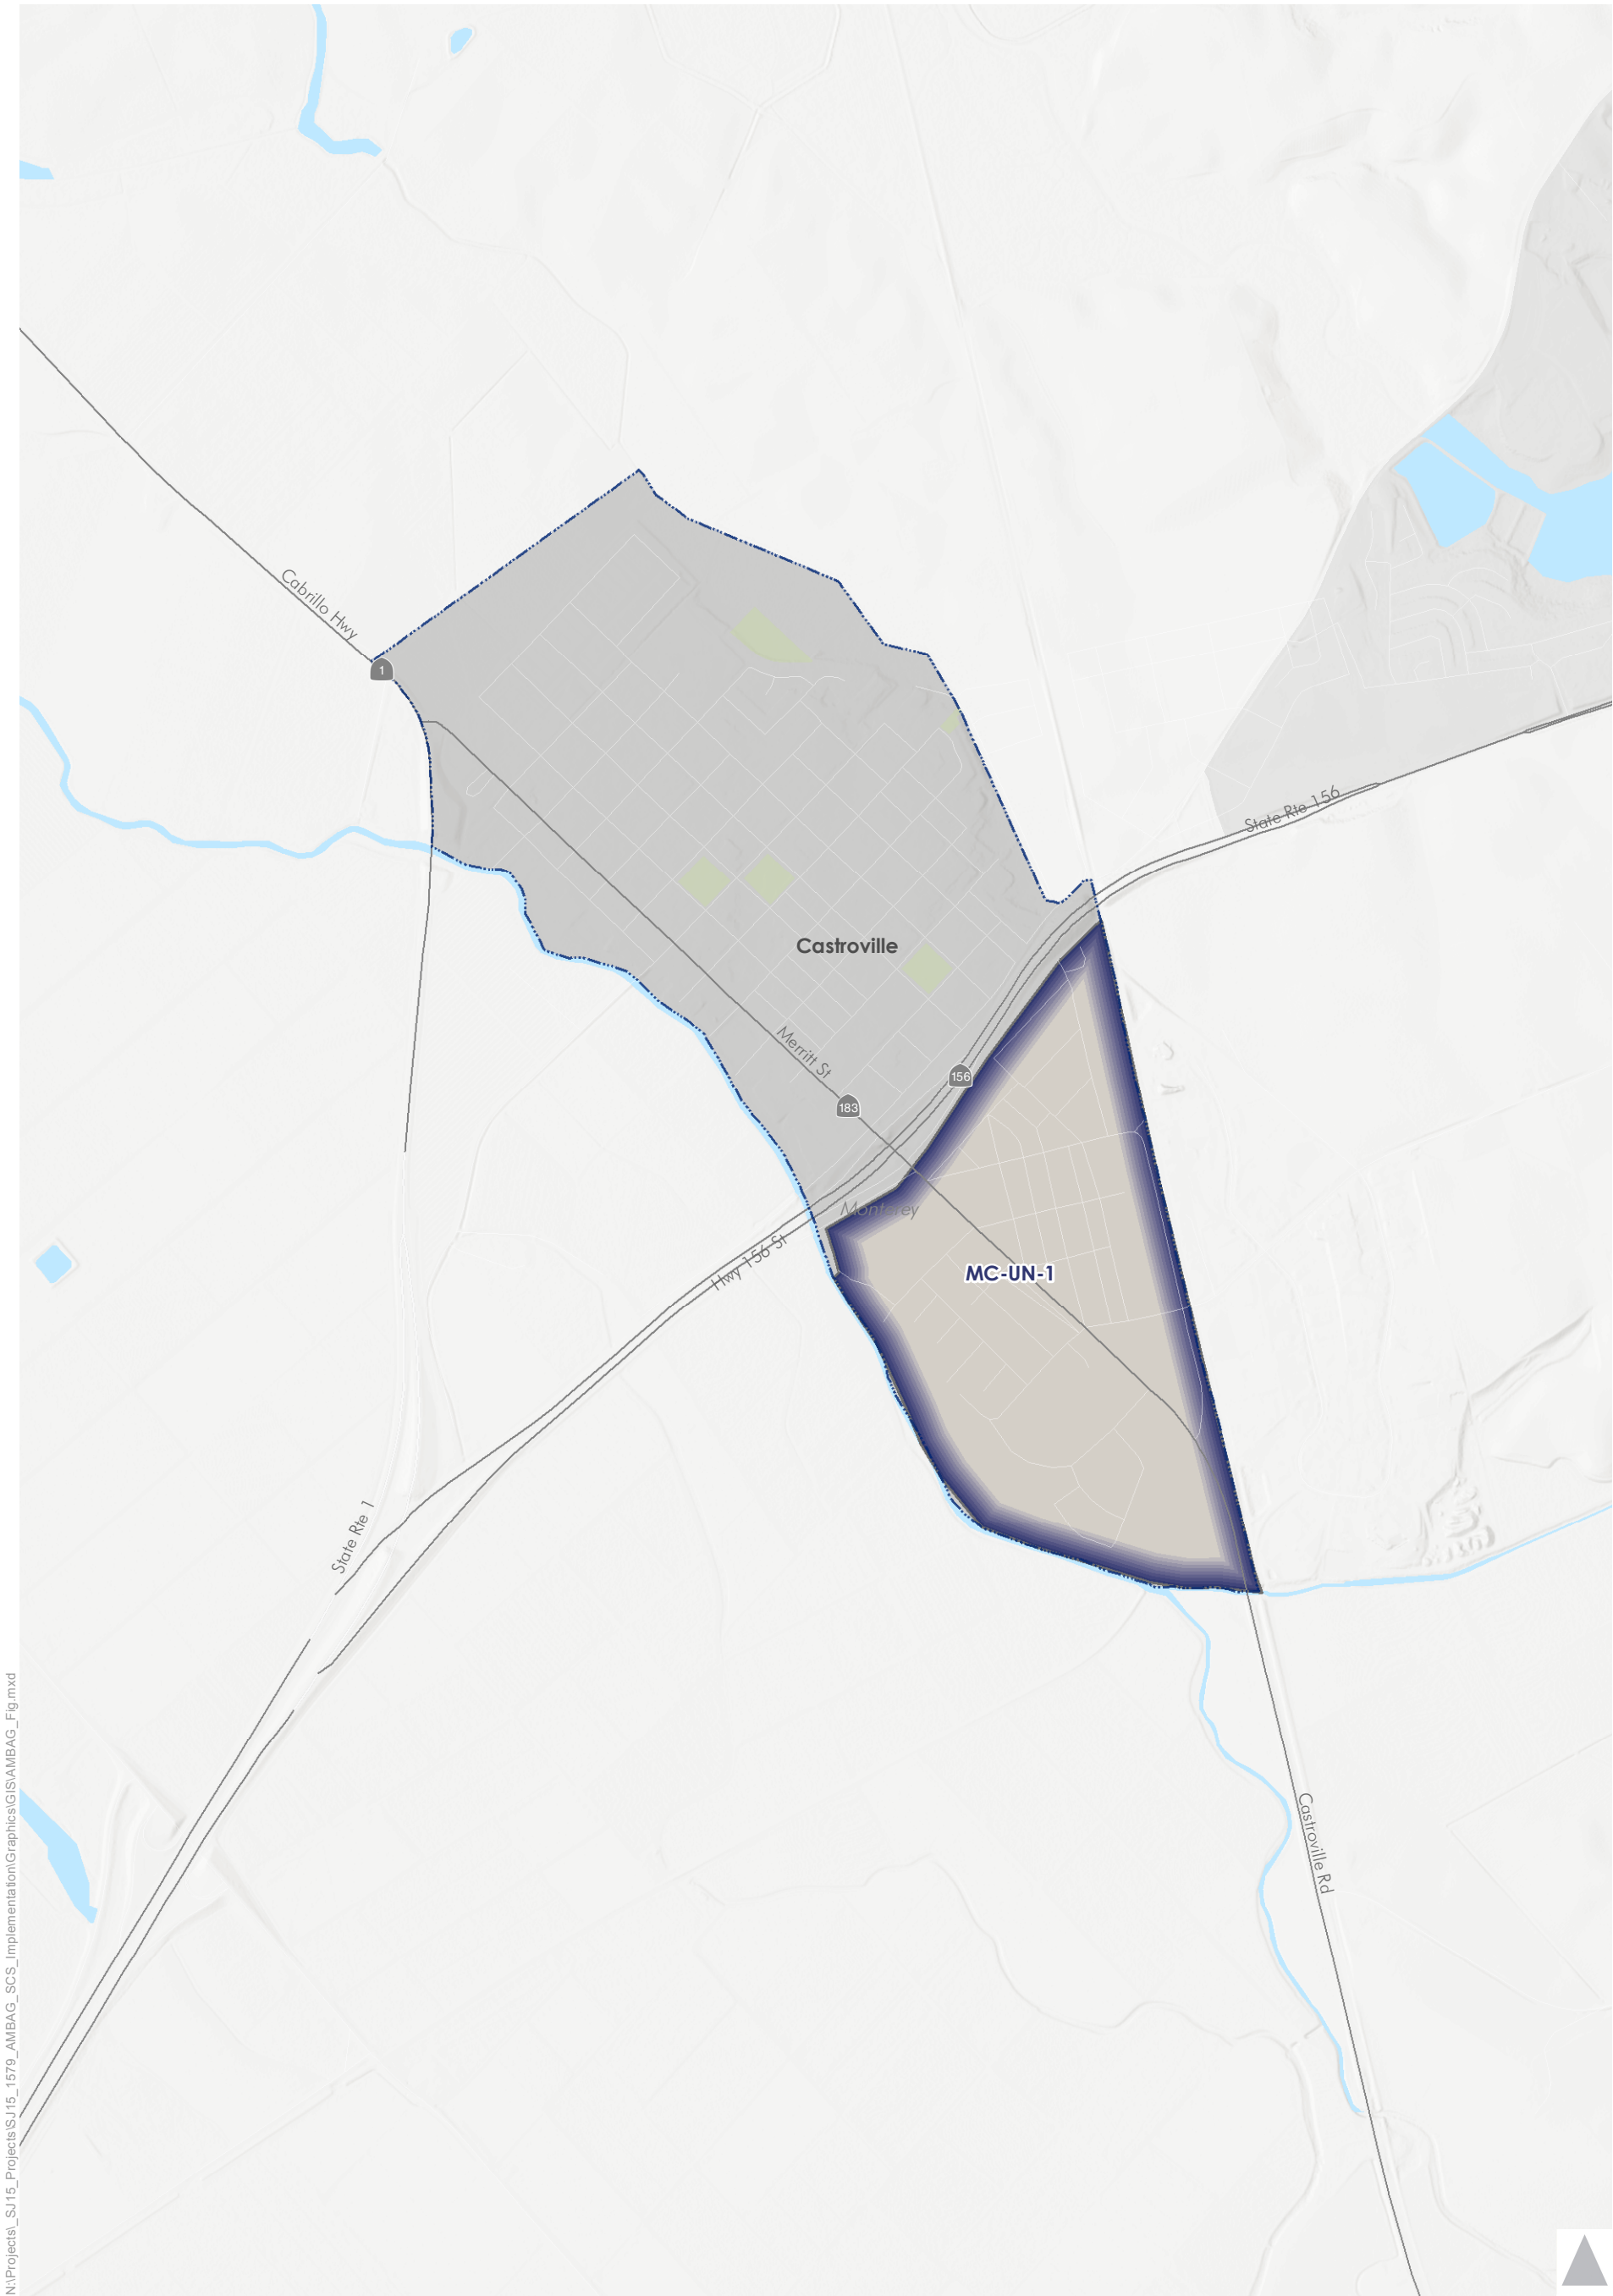 Cabrillo Hwy
1
State Rte 156
Castroville
Merritt St
156
183
Monterey
Hwy 156 St
MC-UN-1
State Rte 1
Castroville Rd
N:\Projects\_SJ15_Projects\SJ15_1579_AMBAG_SCS_Implementation\Graphics\GIS\AMBAG_Fig.mxd